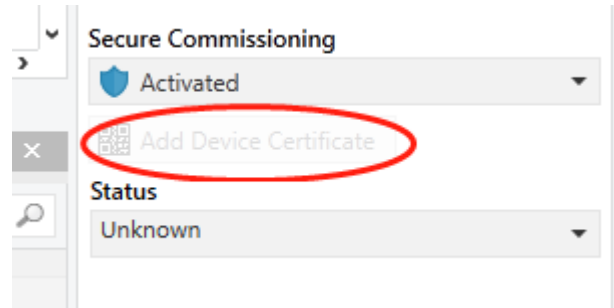 Secure Commissioning
Activated
Add Device Certificate
Status
Unknown